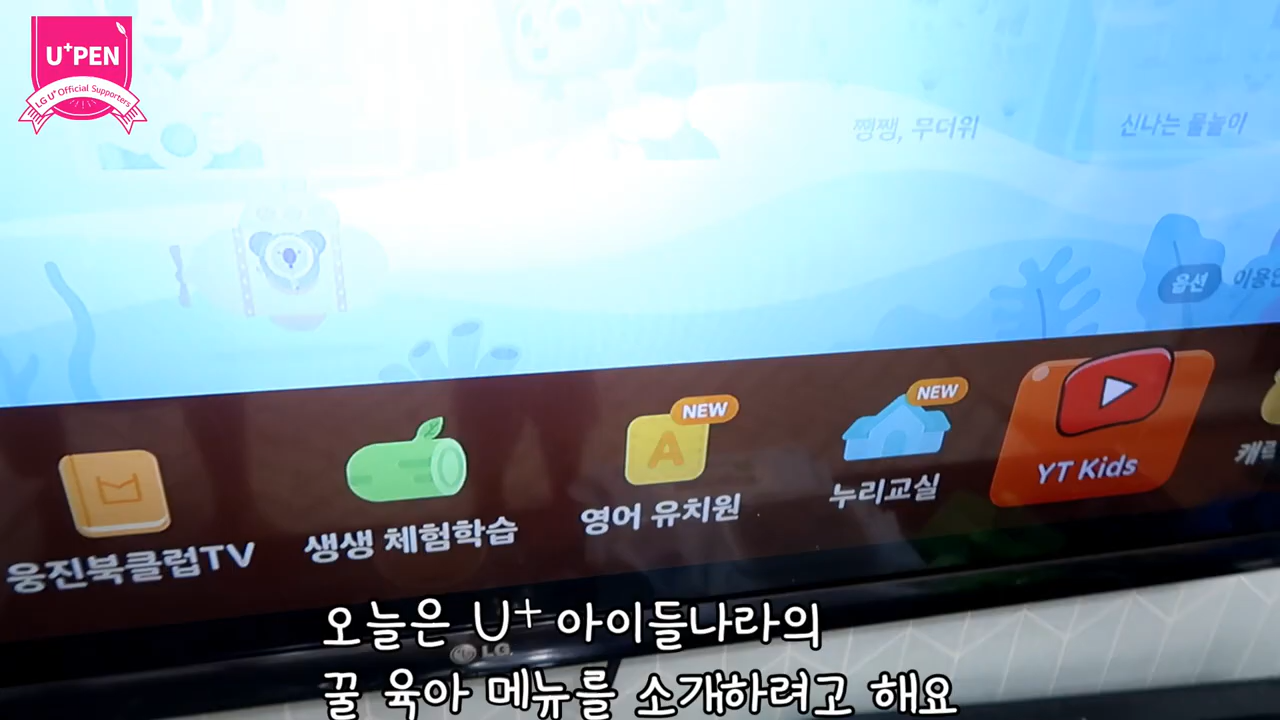 U+PEN
LG U+ Official Supporters
쨍쨍, 무더위
신나는 물놀이
옵션
NEW
NEW
웅진북클럽TV
생생 체험학습
A
영어 유치원
누리교실
YT Kids
오늘은 U+ 아이들나라의
LG
꿀 육아 메뉴를 소개하려고 해요